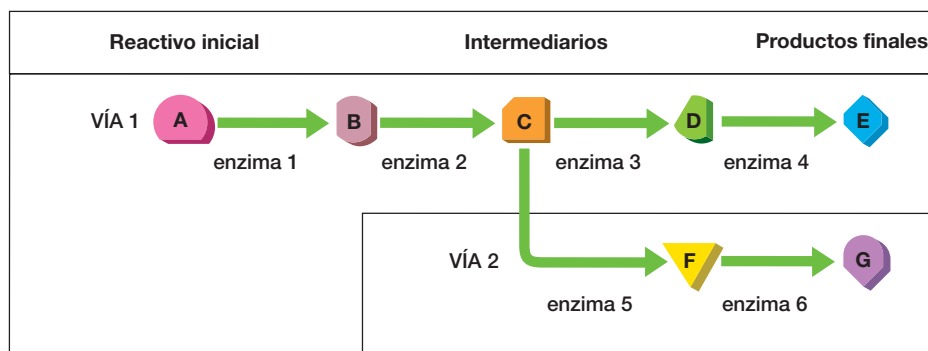 Reactivo inicial Intermediarios Productos finales
VÍA 1 A B C D E
enzima 1 enzima 2 enzima 3 enzima 4
VÍA 2 F G
enzima 5 enzima 6